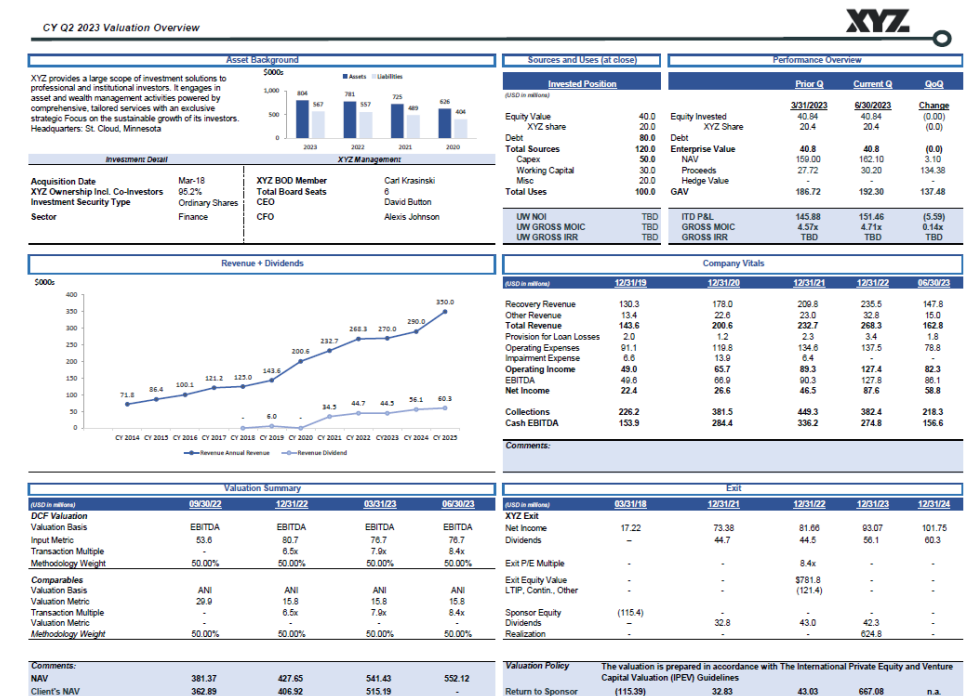 CY Q2 2023 Valuation Overview
XYZ
Asset Background
XYZ provides a large scope of investment solutions to
professional and institutional investors. It engages in
asset and wealth management activities powered by
comprehensive, tailored services with an exclusive
strategic Focus on the sustainable growth of its investors.
Headquarters: St. Cloud, Minnesota
$000s
Assets Liabilities
1,000
500
0
804 567 781 557 725 489 626 404
2023 2022 2021 2020
Investment Detail XYZ Management
Acquisition Date Mar-18 XYZ BOD Member Carl Krasinski
XYZ Ownership Incl. Co-Investors 95.2% Total Board Seats 6
Investment Security Type Ordinary Shares CEO David Button
Sector Finance CFO Alexis Johnson
Sources and Uses (at close)
Invested Position
(USD in millions)
Equity Value 40.0
XYZ share 20.0
Debt 80.0
Total Sources 120.0
Capex 50.0
Working Capital 30.0
Misc 20.0
Total Uses 100.0
UW NOI TBD
UW GROSS MOIC TBD
UW GROSS IRR TBD
Performance Overview
Prior Q Current Q QoQ
3/31/2023 6/30/2023 Change
Equity Invested 40.84 40.84 (0.00)
XYZ Share 20.4 20.4 (0.0)
Debt
Enterprise Value 40.8 40.8 (0.0)
NAV 159.00 162.10 3.10
Proceeds 27.72 30.20 134.38
Hedge Value - - -
GAV 186.72 192.30 137.48
ITD P&L 145.88 151.46 (5.59)
GROSS MOIC 4.57x 4.71x 0.14x
GROSS IRR TBD TBD TBD
Revenue + Dividends
$000s
400
350
300
250
200
150
100
50
0
71.8 86.4 100.1 121.2 125.0 143.6 200.6 232.7 268.3 270.0 290.0 350.0
- 6.0 - 34.5 44.7 44.5 56.1 60.3
CY 2014 CY 2015 CY 2016 CY 2017 CY 2018 CY 2019 CY 2020 CY 2021 CY 2022 CY2023 CY 2024 CY 2025
Revenue Annual Revenue Revenue Dividend
Company Vitals
(USD in millions) 12/31/19 12/31/20 12/31/21 12/31/22 06/30/23
Recovery Revenue 130.3 178.0 209.8 235.5 147.8
Other Revenue 13.4 22.6 23.0 32.8 15.0
Total Revenue 143.6 200.6 232.7 268.3 162.8
Provision for Loan Losses 2.0 1.2 2.3 3.4 1.8
Operating Expenses 91.1 119.8 134.6 137.5 78.8
Impairment Expense 6.6 13.9 6.4 - -
Operating Income 49.0 65.7 89.3 127.4 82.3
EBITDA 49.6 66.9 90.3 127.8 86.1
Net Income 22.4 26.6 46.5 87.6 58.8
Collections 226.2 381.5 449.3 382.4 218.3
Cash EBITDA 153.9 284.4 336.2 274.8 156.6
Comments:
Valuation Summary
(USD in millions) 09/30/22 12/31/22 03/31/23 06/30/23
DCF Valuation
Valuation Basis EBITDA EBITDA EBITDA EBITDA
Input Metric 53.6 80.7 76.7 76.7
Transaction Multiple - 6.5x 7.9x 8.4x
Methodology Weight 50.00% 50.00% 50.00% 50.00%
Comparables
Valuation Basis ANI ANI ANI ANI
Valuation Metric 29.9 15.8 15.8 15.8
Transaction Multiple - 6.5x 7.9x 8.4x
Valuation Metric - - - -
Methodology Weight 50.00% 50.00% 50.00% 50.00%
Comments:
NAV 381.37 427.65 541.43 552.12
Client's NAV 362.89 406.92 515.19 -
Exit
(USD in millions) 03/31/18 12/31/21 12/31/22 12/31/23 12/31/24
XYZ Exit
Net Income 17.22 73.38 81.66 93.07 101.75
Dividends – 44.7 44.5 56.1 60.3
Exit P/E Multiple - - 8.4x - -
Exit Equity Value - - $781.8 - -
LTIP, Contin., Other - - (121.4) - -
Sponsor Equity (115.4) - - - -
Dividends - 32.8 43.0 42.3 -
Realization - - - 624.8 -
Valuation Policy The valuation is prepared in accordance with The International Private Equity and Venture
Capital Valuation (IPEV) Guidelines
Return to Sponsor (115.39) 32.83 43.03 667.08 n.a.